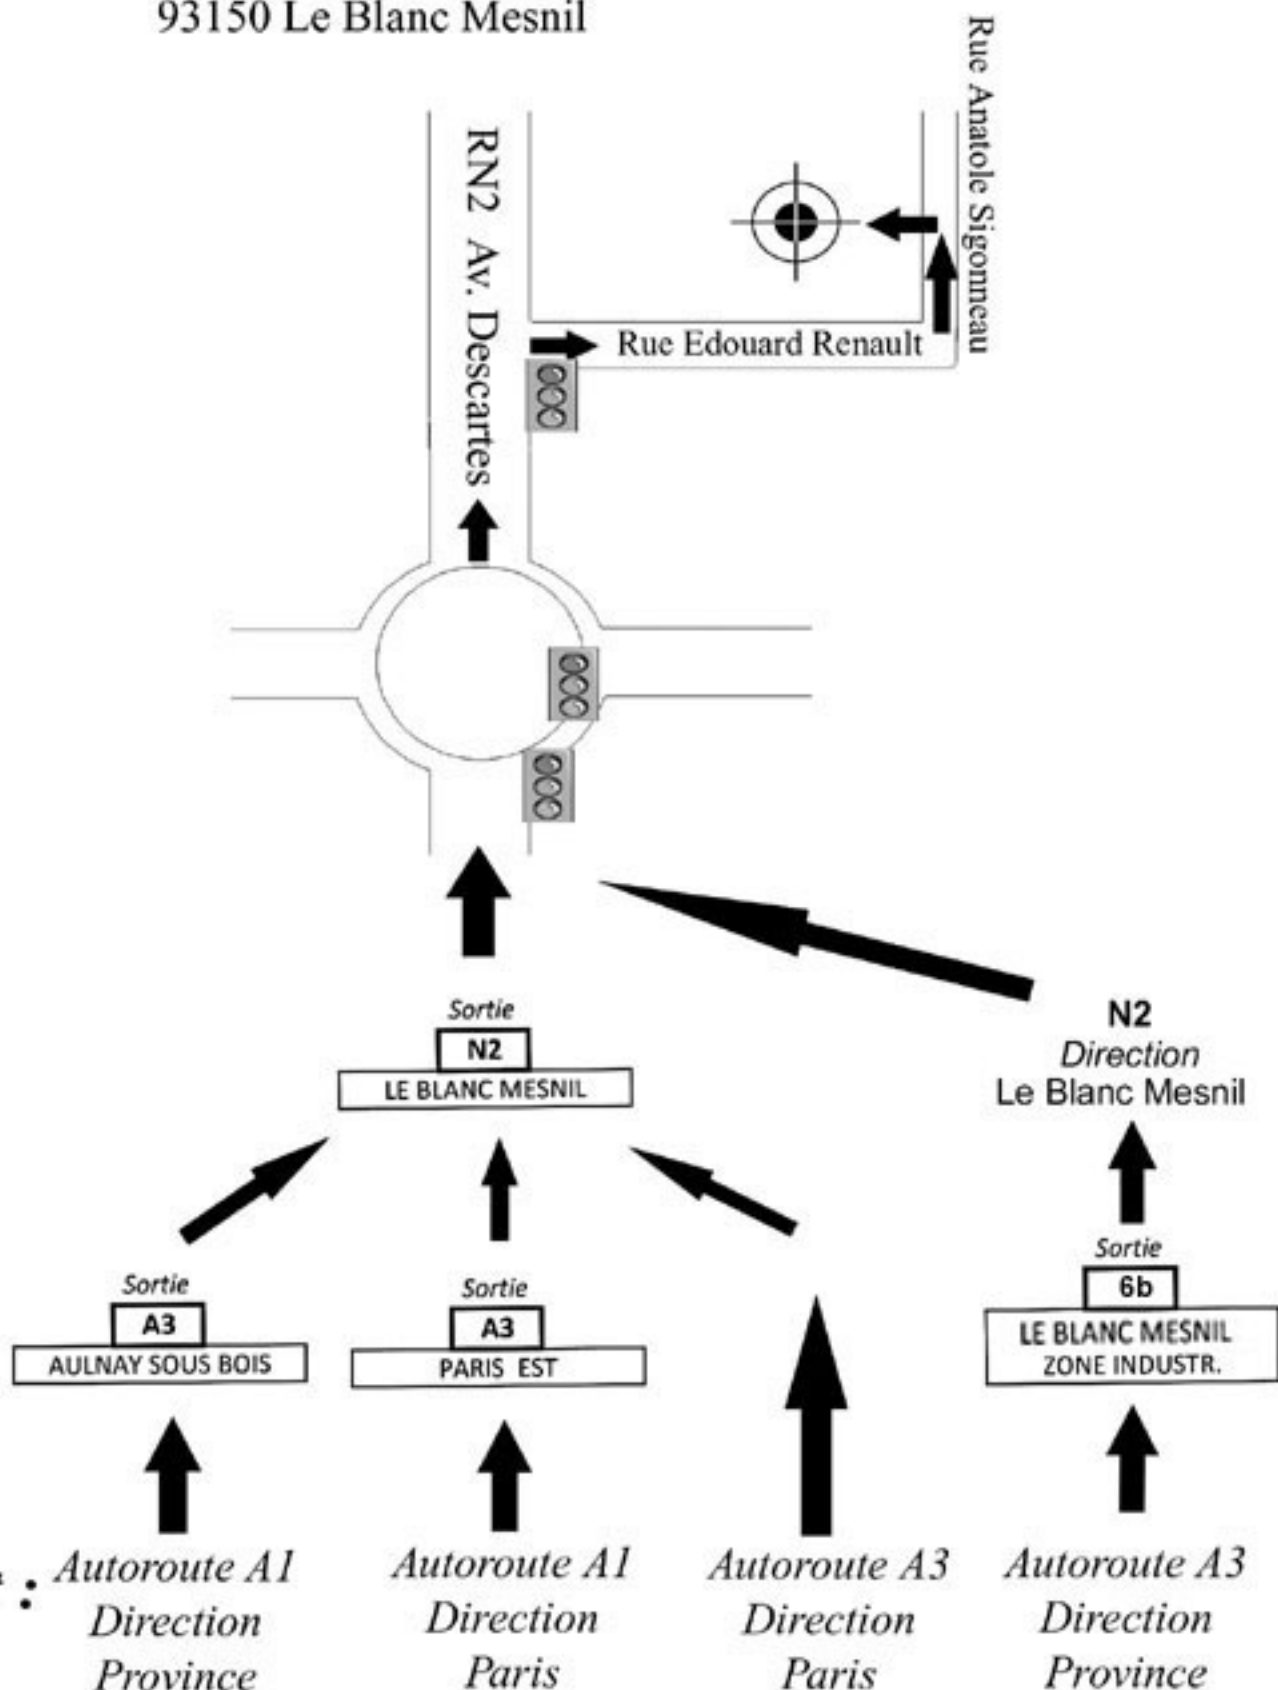 93150 Le Blanc Mesnil
Rue Anatole Sigonneau
RN2 Av. Descartes
Rue Edouard Renault
Sortie
N2
LE BLANC MESNIL
N2
Direction
Le Blanc Mesnil
Sortie
A3
AULNAY SOUS BOIS
Sortie
A3
PARIS EST
Sortie
6b
LE BLANC MESNIL
ZONE INDUSTR.
:
Autoroute A1
Direction
Province
Autoroute A1
Direction
Paris
Autoroute A3
Direction
Paris
Autoroute A3
Direction
Province